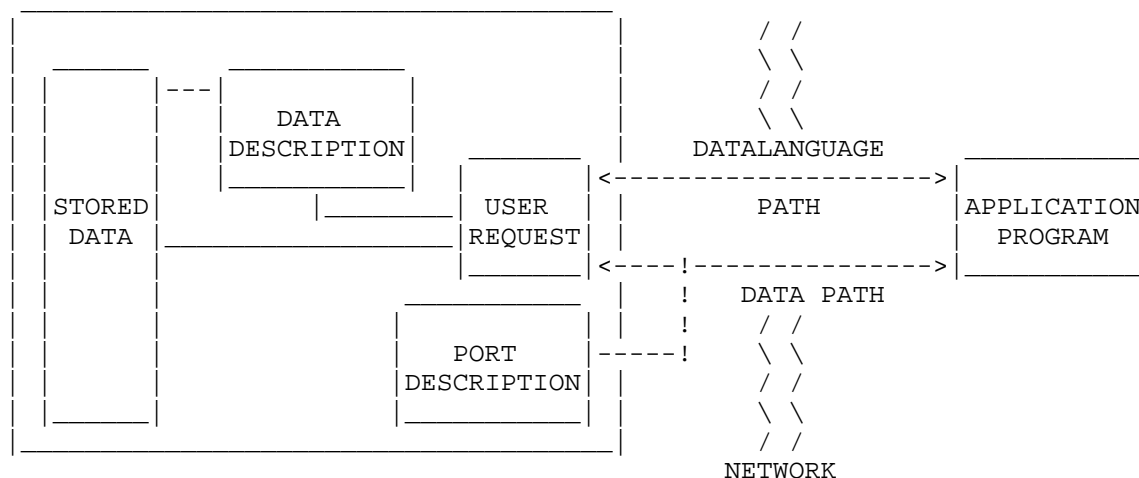 DATA
DESCRIPTION
DATALANGUAGE
STORED
DATA
USER
REQUEST
PATH
APPLICATION
PROGRAM
DATA PATH
PORT
DESCRIPTION
NETWORK